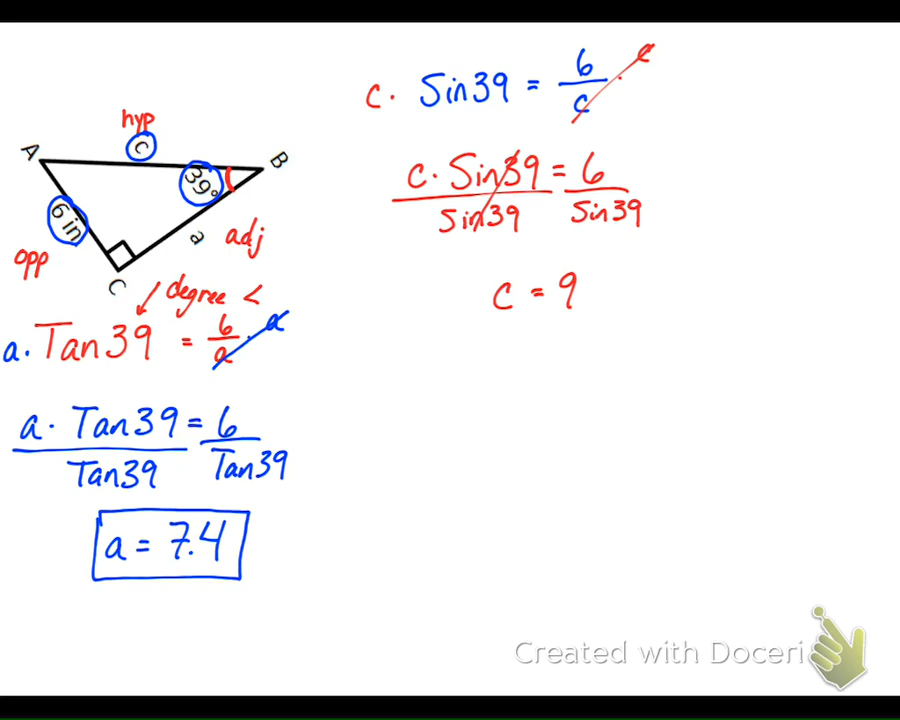 hyp
A
c
B
39°
6 in
a
adj
opp
C
degree <
a. Tan39 = 6/a · a
a · Tan39 = 6
Tan39 Tan39
a = 7.4
c · Sin39 = 6/c · c
c · Sin39 = 6
Sin39 Sin39
c = 9
Created with Doceri